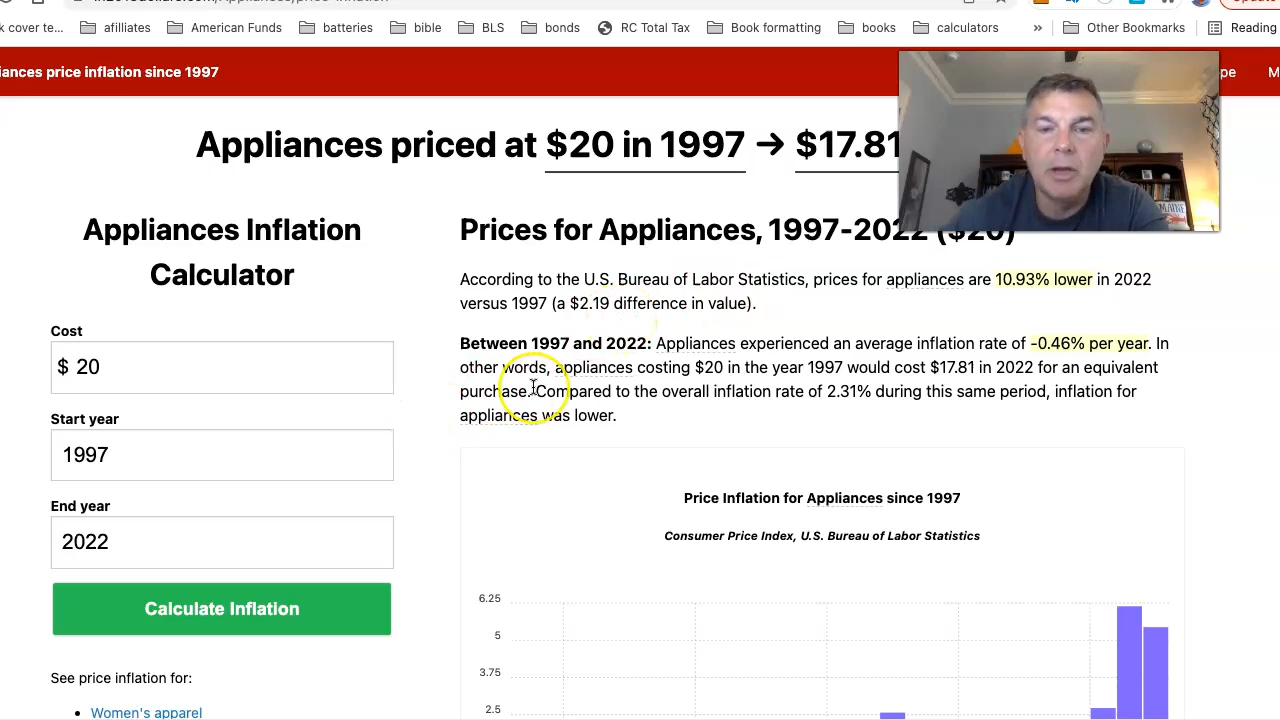 k cover te...
afilliates
American Funds
batteries
bible
BLS
bonds
RC Total Tax
Book formatting
books
calculators
»
Other Bookmarks
Reading
iances price inflation since 1997
pe
M
Appliances priced at $20 in 1997 → $17.81
Appliances Inflation
Calculator
Cost
$ 20
Start year
1997
End year
2022
Calculate Inflation
See price inflation for:
• Women's apparel
Prices for Appliances, 1997-2022 ($20)
According to the U.S. Bureau of Labor Statistics, prices for appliances are 10.93% lower in 2022
versus 1997 (a $2.19 difference in value).
Between 1997 and 2022: Appliances experienced an average inflation rate of -0.46% per year. In
other words, appliances costing $20 in the year 1997 would cost $17.81 in 2022 for an equivalent
purchase. Compared to the overall inflation rate of 2.31% during this same period, inflation for
appliances was lower.
Price Inflation for Appliances since 1997
Consumer Price Index, U.S. Bureau of Labor Statistics
6.25
5
3.75
2.5